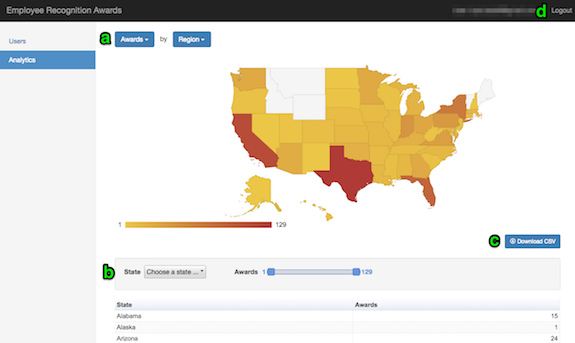 Employee Recognition Awards
d
Logout
Users
Analytics
a
Awards
by
Region
1
129
c
Download CSV
b
State
Choose a state ...
Awards
1
129
State
Awards
Alabama
15
Alaska
1
Arizona
24